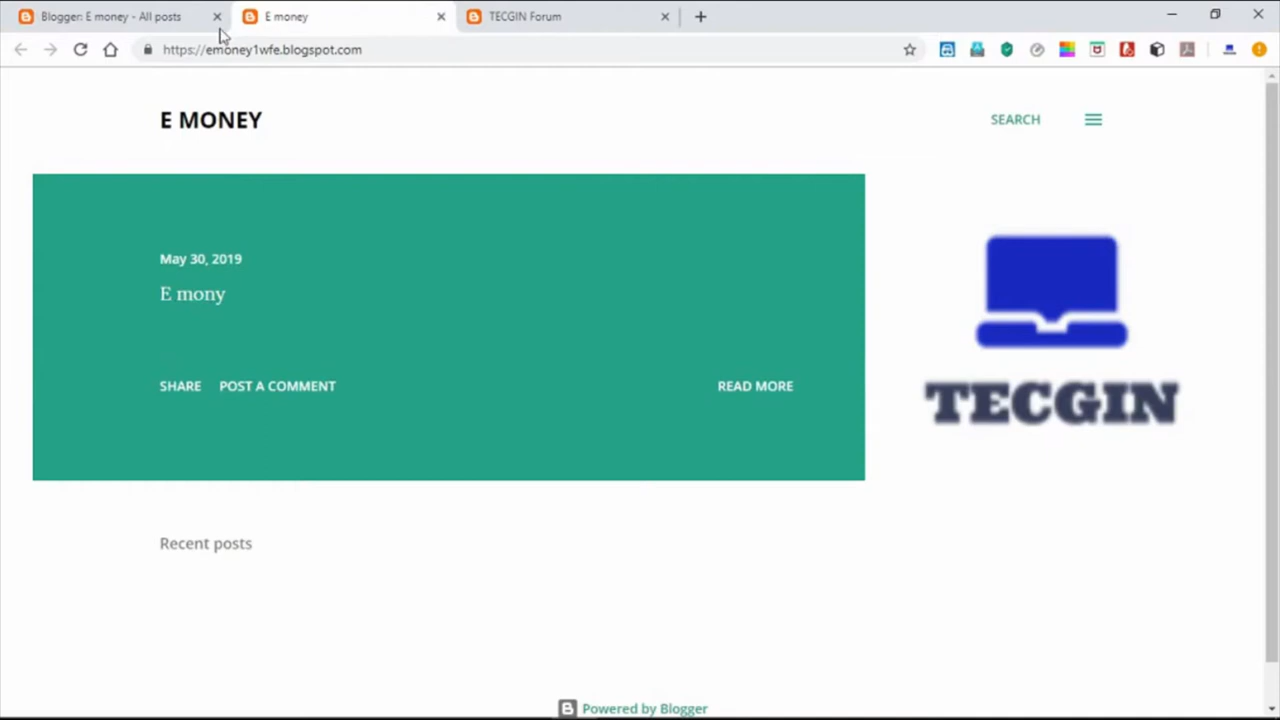 Blogger: E money - All posts
E money
TECGIN Forum
https://emoney1wfe.blogspot.com
E MONEY
SEARCH
May 30, 2019
E mony
SHARE
POST A COMMENT
READ MORE
TECGIN
Recent posts
Powered by Blogger